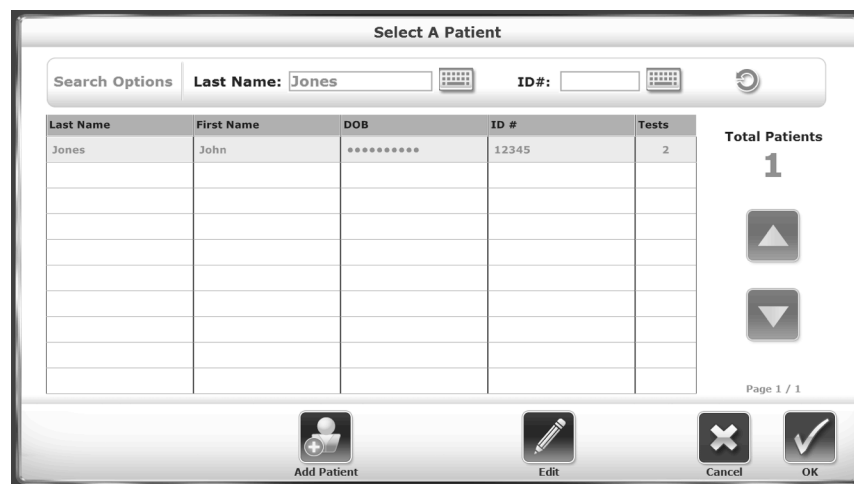 Select A Patient
Search Options Last Name: Jones ID#:
Last Name First Name DOB ID # Tests
Jones John •••••••••• 12345 2
Total Patients
1
Page 1 / 1
Add Patient Edit Cancel OK